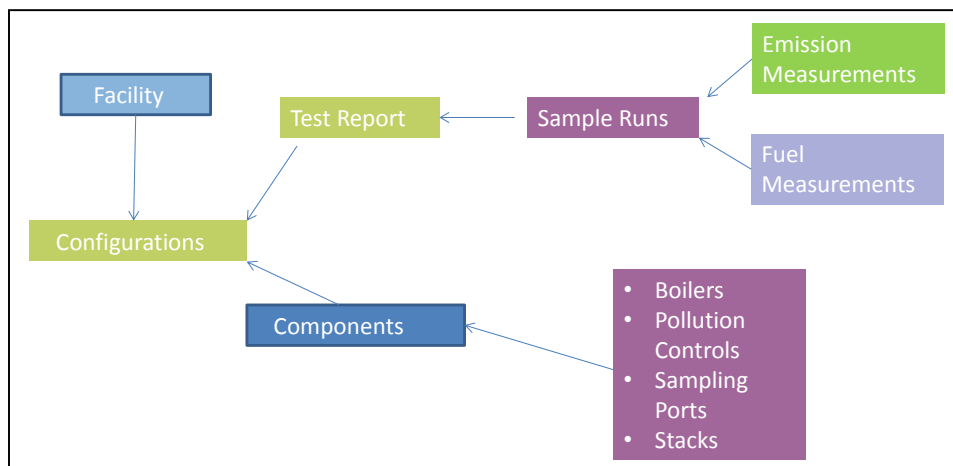 Emission
Measurements
Facility
Test Report
Sample Runs
Fuel
Measurements
Configurations
Components
• Boilers
• Pollution
Controls
• Sampling
Ports
• Stacks